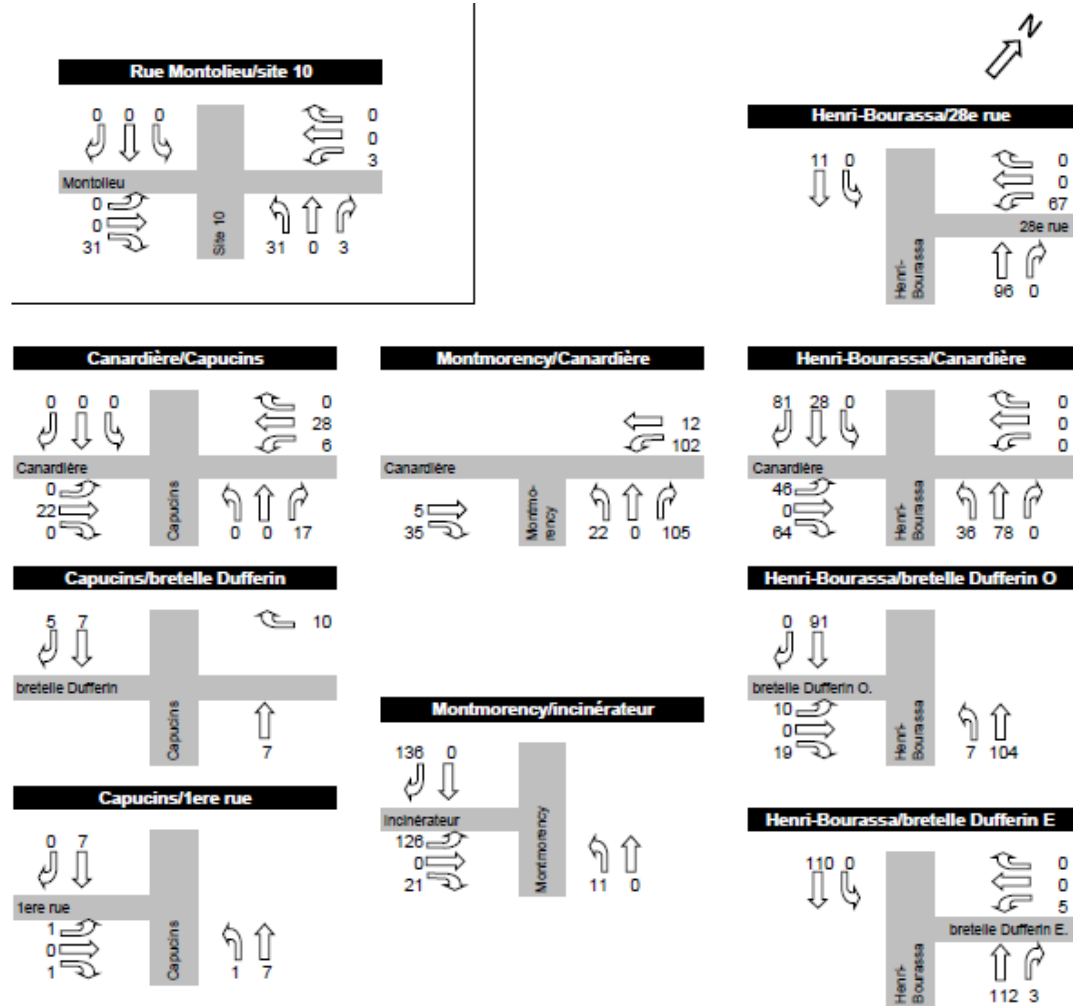 N
Rue Montolieu/site 10
0 0 0
0
0
3
Montolieu
0
0
31
Site 10
31 0 3
Henri-Bourassa/28e rue
11 0
0
0
67
28e rue
Henri-
Bourassa
96 0
Canardière/Capucins
0 0 0
0
28
6
Canardière
0
22
0
Capucins
0 0 17
Montmorency/Canardière
12
102
Canardière
5
35
Montmo-
rency
22 0 105
Henri-Bourassa/Canardière
81 28 0
0
0
0
Canardière
46
0
64
Henri-
Bourassa
36 78 0
Capucins/bretelle Dufferin
5 7
10
bretelle Dufferin
Capucins
7
Henri-Bourassa/bretelle Dufferin O
0 91
bretelle Dufferin O.
10
0
19
Henri-
Bourassa
7 104
Montmorency/incinérateur
136 0
Incinérateur
126
0
21
Montmorency
11 0
Capucins/1ere rue
0 7
1ere rue
1
0
1
Capucins
1 7
Henri-Bourassa/bretelle Dufferin E
110 0
0
0
5
bretelle Dufferin E.
Henri-
Bourassa
112 3